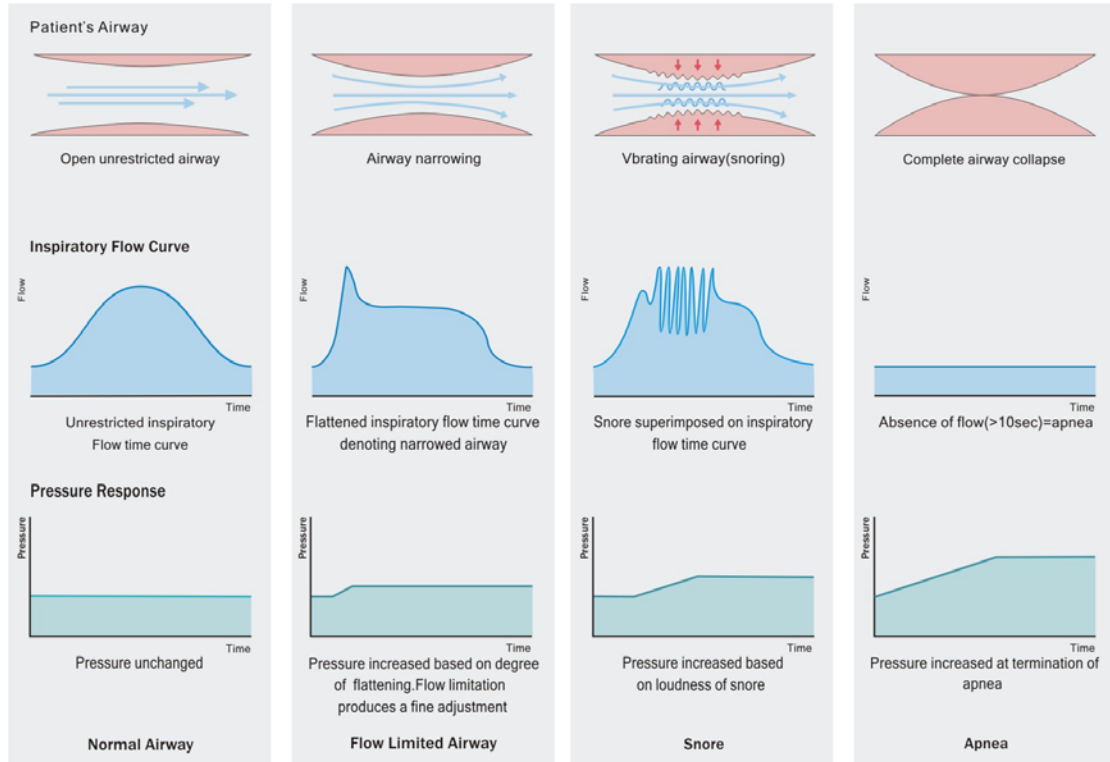 Patient's Airway
Open unrestricted airway
Airway narrowing
Vbrating airway(snoring)
Complete airway collapse
Inspiratory Flow Curve
Flow
Time
Flow
Time
Flow
Time
Flow
Time
Unrestricted inspiratory
Flow time curve
Flattened inspiratory flow time curve
denoting narrowed airway
Snore superimposed on inspiratory
flow time curve
Absence of flow(>10sec)=apnea
Pressure Response
Pressure
Time
Pressure
Time
Pressure
Time
Pressure
Time
Pressure unchanged
Pressure increased based on degree
of flattening.Flow limitation
produces a fine adjustment
Pressure increased based
on loudness of snore
Pressure increased at termination of
apnea
Normal Airway
Flow Limited Airway
Snore
Apnea